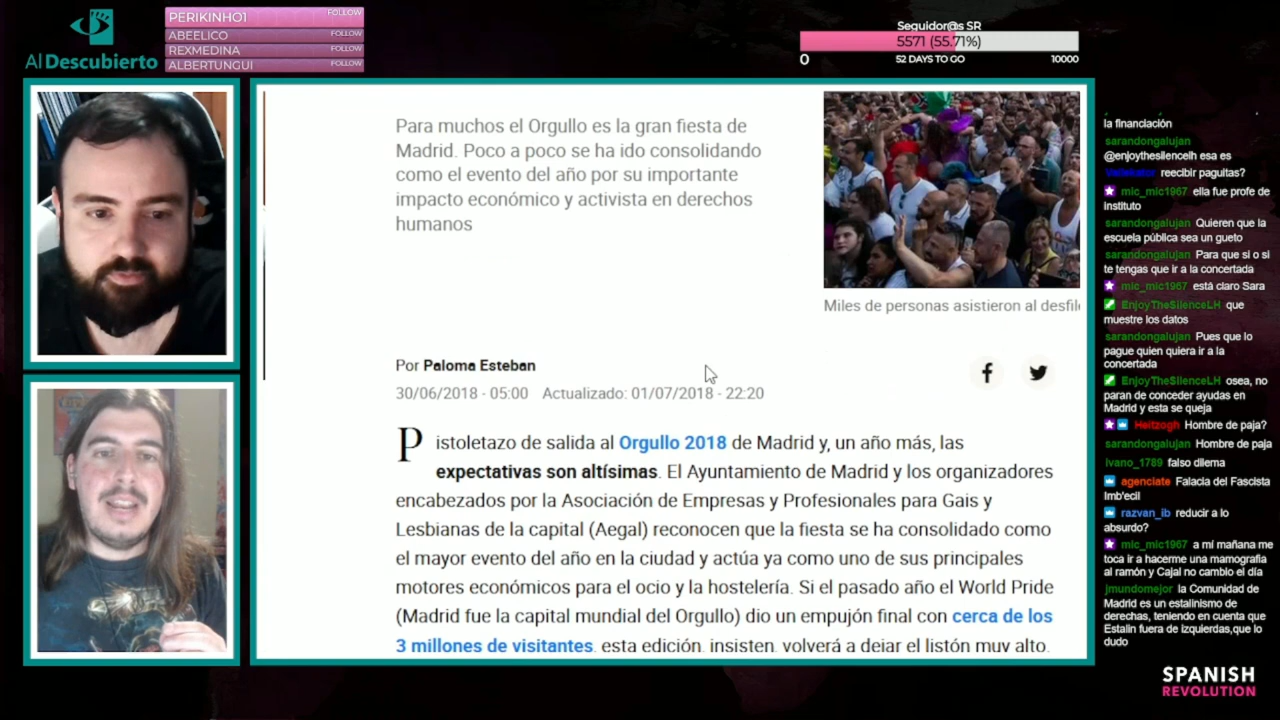 Al Descubierto
PERIKINHO1 FOLLOW
ABEELICO FOLLOW
REXMEDINA FOLLOW
ALBERTUNGUI FOLLOW
Seguidor@s SR
5571 (55.71%)
0 52 DAYS TO GO 10000
Para muchos el Orgullo es la gran fiesta de
Madrid. Poco a poco se ha ido consolidando
como el evento del año por su importante
impacto económico y activista en derechos
humanos
Miles de personas asistieron al desfil
Por Paloma Esteban
30/06/2018 - 05:00 Actualizado: 01/07/2018 - 22:20
Pistoletazo de salida al Orgullo 2018 de Madrid y, un año más, las
expectativas son altísimas. El Ayuntamiento de Madrid y los organizadores
encabezados por la Asociación de Empresas y Profesionales para Gais y
Lesbianas de la capital (Aegal) reconocen que la fiesta se ha consolidado como
el mayor evento del año en la ciudad y actúa ya como uno de sus principales
motores económicos para el ocio y la hostelería. Si el pasado año el World Pride
(Madrid fue la capital mundial del Orgullo) dio un empujón final con cerca de los
3 millones de visitantes, esta edición, insisten, volverá a dejar el listón muy alto.
la financiación
sarandongalujan
@enjoythesilencelh esa es
reecibir paguitas?
mic_mic1967 ella fue profe de
instituto
sarandongalujan Quieren que la
escuela pública sea un gueto
sarandongalujan Para que si o si
te tengas que ir a la concertada
mic_mic1967 está claro Sara
EnjoyTheSilenceLH que
muestre los datos
sarandongalujan Pues que lo
pague quien quiera ir a la
concertada
EnjoyTheSilenceLH osea, no
paran de conceder ayudas en
Madrid y esta se queja
Heitzogh Hombre de paja?
sarandongalujan Hombre de paja
ivano_1789 falso dilema
agenciate Falacia del Fascista
Imb'ecil
razvan_ib reducir a lo
absurdo?
mic_mic1967 a mí mañana me
toca ir a hacerme una mamografía
al ramón y Cajal no cambio el día
jmundomejor la Comunidad de
Madrid es un estalinismo de
derechas, teniendo en cuenta que
Estalin fuera de izquierdas,que lo
dudo
SPANISH
REVOLUTION